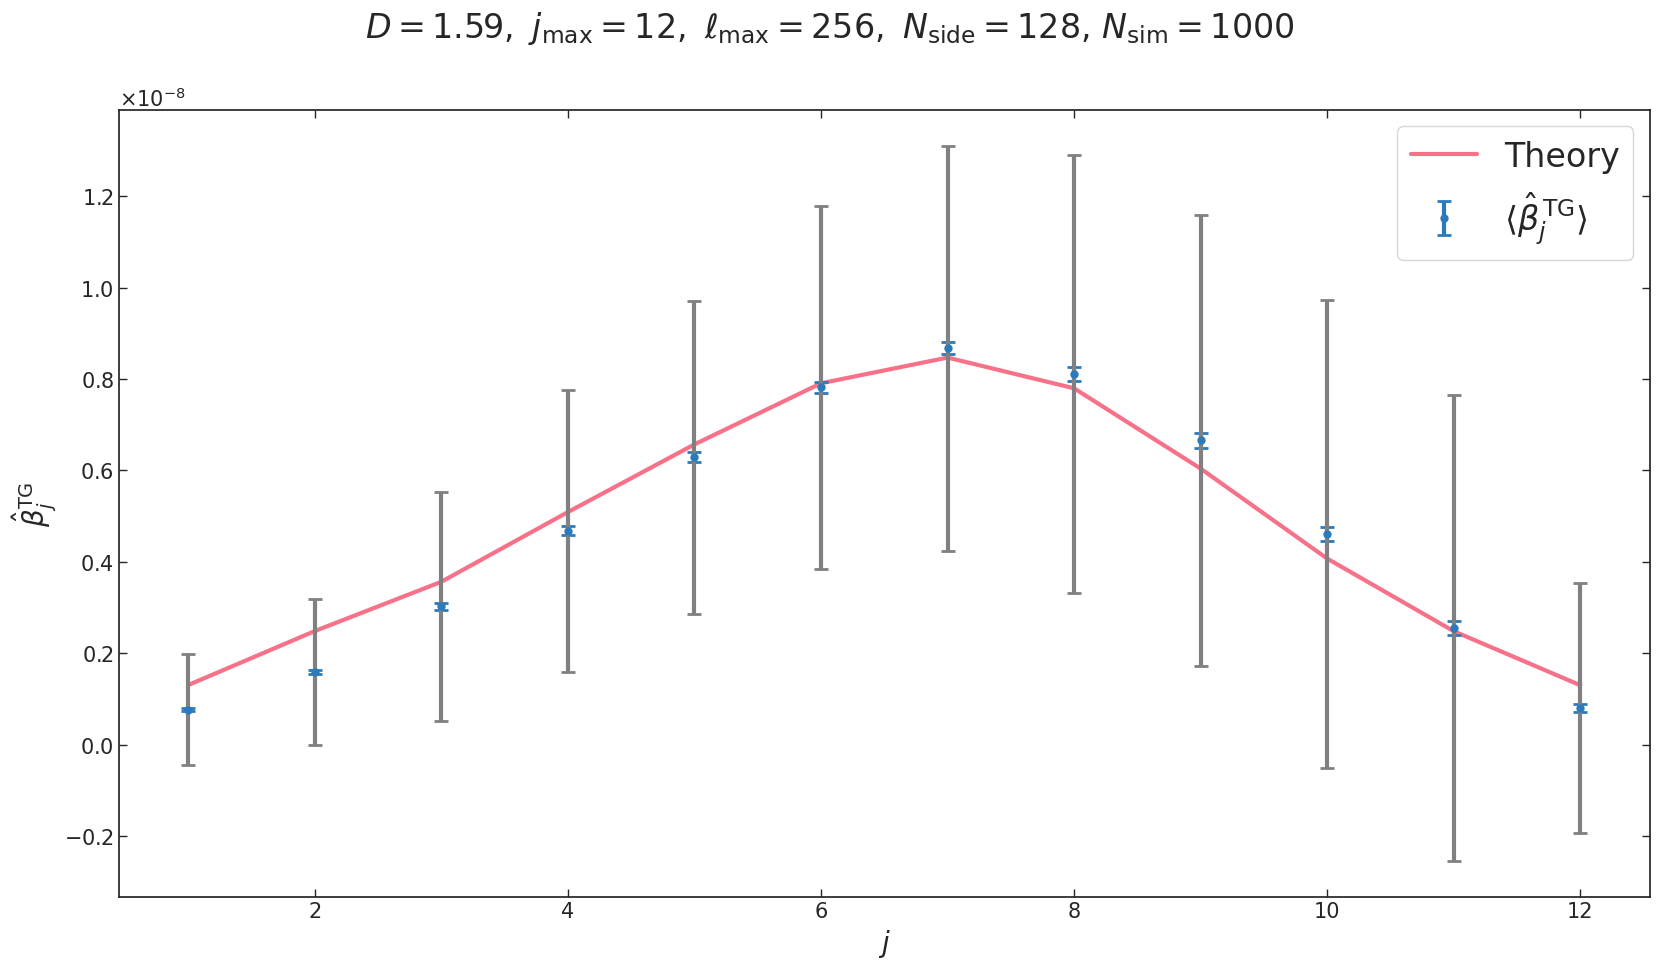 D = 1.59, j_max = 12, ℓ_max = 256, N_side = 128, N_sim = 1000
×10⁻⁸
Theory
⟨β̂_j^TG⟩
1.2
1.0
0.8
0.6
0.4
0.2
0.0
−0.2
β̂_j^TG
2 4 6 8 10 12
j